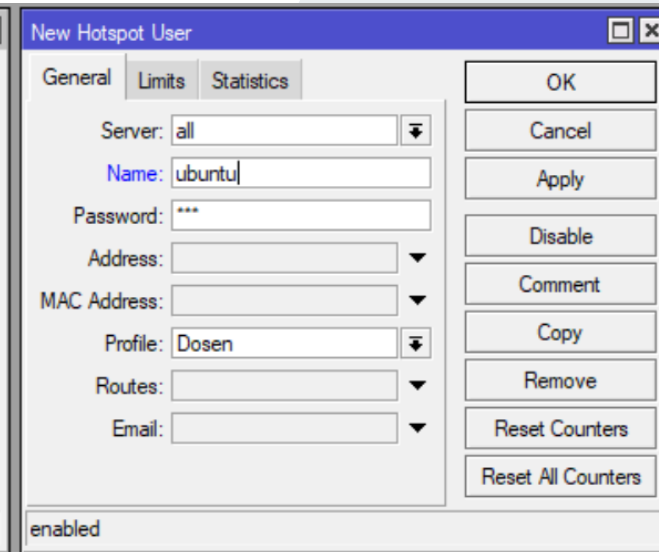 New Hotspot User
General Limits Statistics
Server: all
Name: ubuntu
Password: ***
Address:
MAC Address:
Profile: Dosen
Routes:
Email:
OK
Cancel
Apply
Disable
Comment
Copy
Remove
Reset Counters
Reset All Counters
enabled